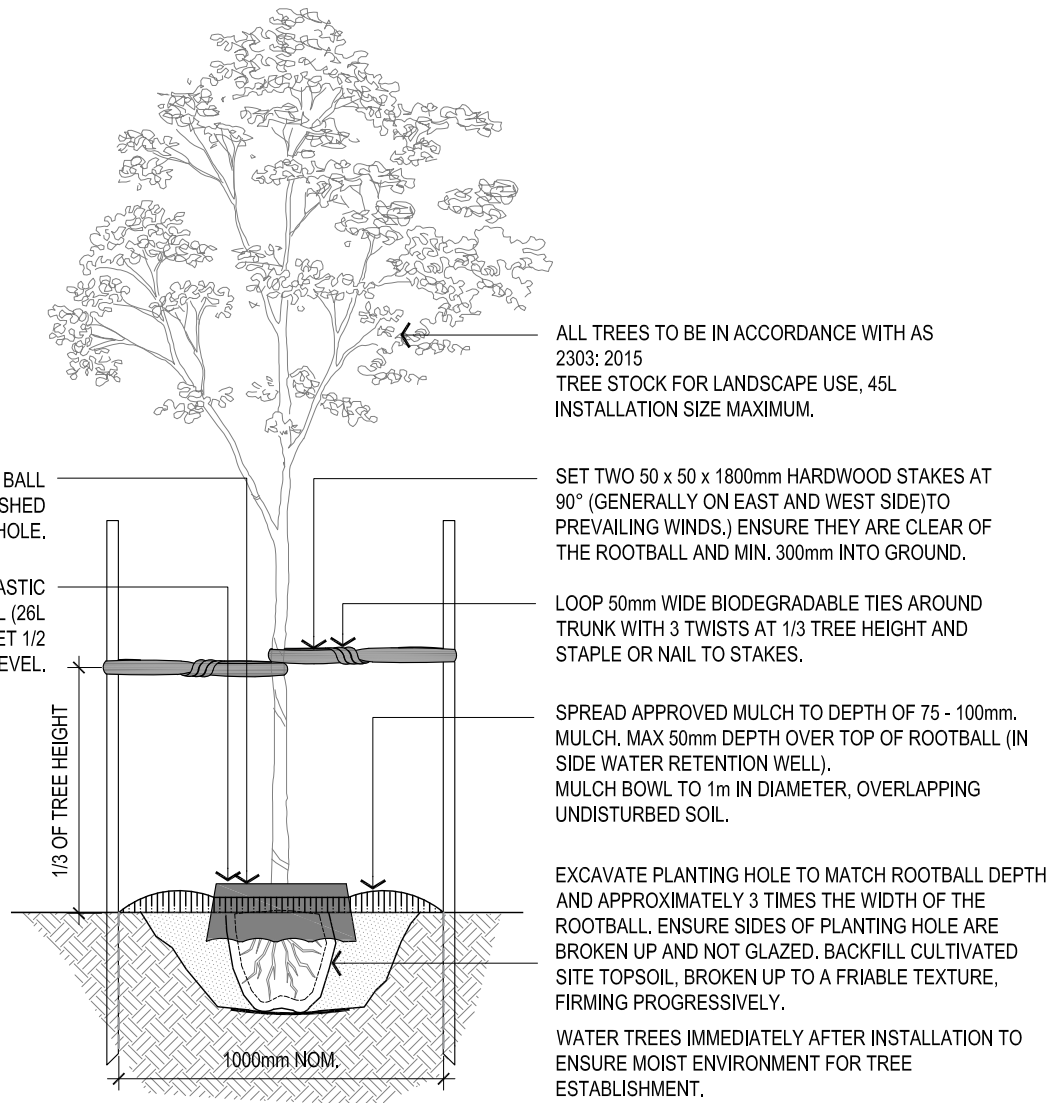 ALL TREES TO BE IN ACCORDANCE WITH AS
2303: 2015
TREE STOCK FOR LANDSCAPE USE, 45L
INSTALLATION SIZE MAXIMUM.
BALL
SHED
HOLE.
SET TWO 50 x 50 x 1800mm HARDWOOD STAKES AT
90° (GENERALLY ON EAST AND WEST SIDE)TO
PREVAILING WINDS.) ENSURE THEY ARE CLEAR OF
THE ROOTBALL AND MIN. 300mm INTO GROUND.
ASTIC
L (26L
ET 1/2
EVEL.
LOOP 50mm WIDE BIODEGRADABLE TIES AROUND
TRUNK WITH 3 TWISTS AT 1/3 TREE HEIGHT AND
STAPLE OR NAIL TO STAKES.
1/3 OF TREE HEIGHT
SPREAD APPROVED MULCH TO DEPTH OF 75 - 100mm.
MULCH. MAX 50mm DEPTH OVER TOP OF ROOTBALL (IN
SIDE WATER RETENTION WELL).
MULCH BOWL TO 1m IN DIAMETER, OVERLAPPING
UNDISTURBED SOIL.
EXCAVATE PLANTING HOLE TO MATCH ROOTBALL DEPTH
AND APPROXIMATELY 3 TIMES THE WIDTH OF THE
ROOTBALL. ENSURE SIDES OF PLANTING HOLE ARE
BROKEN UP AND NOT GLAZED. BACKFILL CULTIVATED
SITE TOPSOIL, BROKEN UP TO A FRIABLE TEXTURE,
FIRMING PROGRESSIVELY.
WATER TREES IMMEDIATELY AFTER INSTALLATION TO
ENSURE MOIST ENVIRONMENT FOR TREE
ESTABLISHMENT.
1000mm NOM.